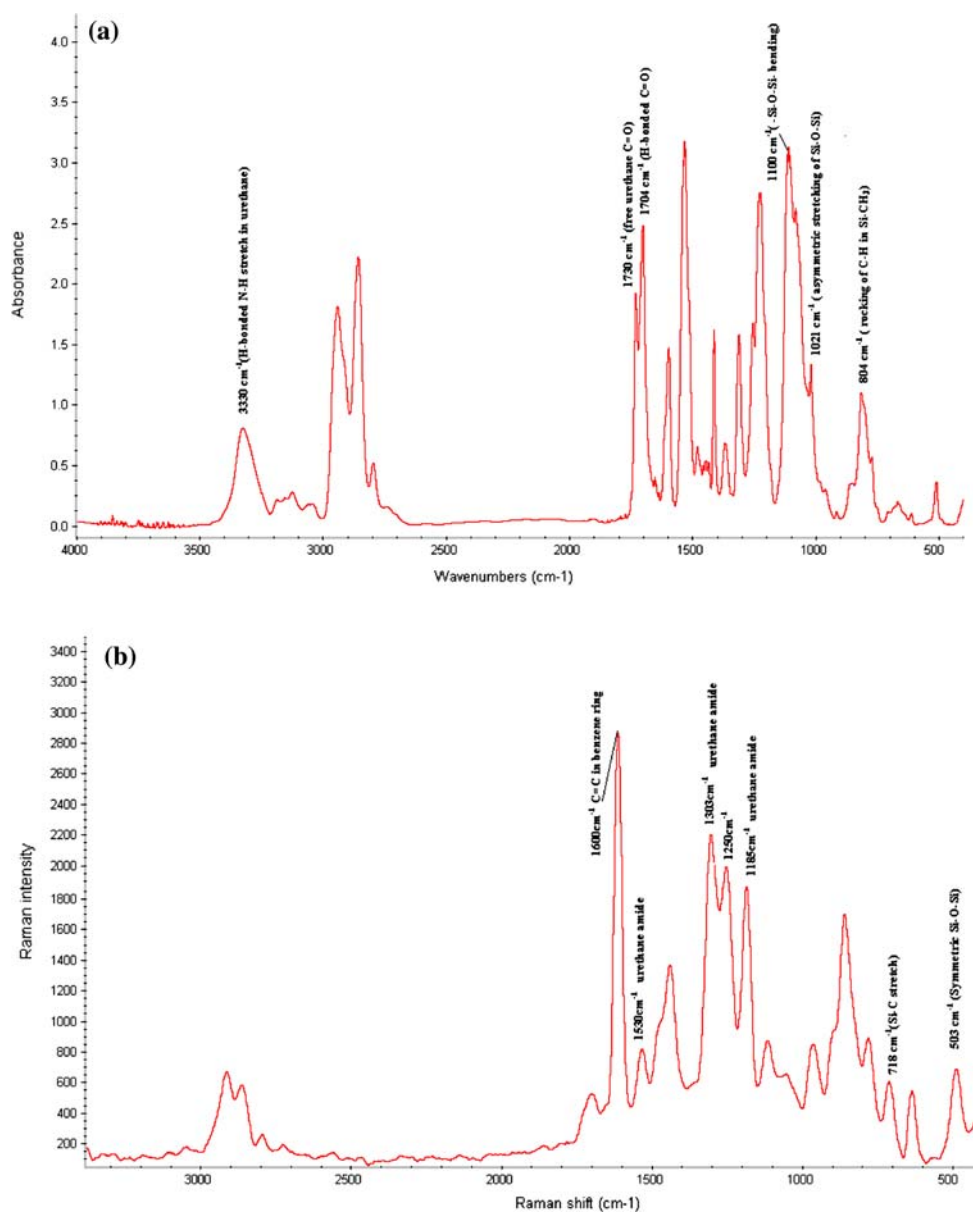 (a)
4.0
3.5
3.0
2.5
2.0
1.5
1.0
0.5
0.0
Absorbance
3330 cm⁻¹(H-bonded N-H stretch in urethane)
1730 cm⁻¹ (free urethane C=O)
1704 cm⁻¹ (H-bonded C=O)
1100 cm⁻¹( -Si-O-Si- bending)
1021 cm⁻¹ ( asymmetric stretcking of Si-O-Si)
804 cm⁻¹ ( rocking of C-H in Si-CH₃)
4000 3500 3000 2500 2000 1500 1000 500
Wavenumbers (cm-1)
(b)
3400
3200
3000
2800
2600
2400
2200
2000
1800
1600
1400
1200
1000
800
600
400
200
Raman intensity
1600cm⁻¹ C=C in benzene ring
1530cm⁻¹ urethane amide
1303cm⁻¹ urethane amide
1250cm⁻¹
1185cm⁻¹ urethane amide
718 cm⁻¹(Si-C stretch)
503 cm⁻¹ (Symmetric Si-O-Si)
3000 2500 2000 1500 1000 500
Raman shift (cm-1)